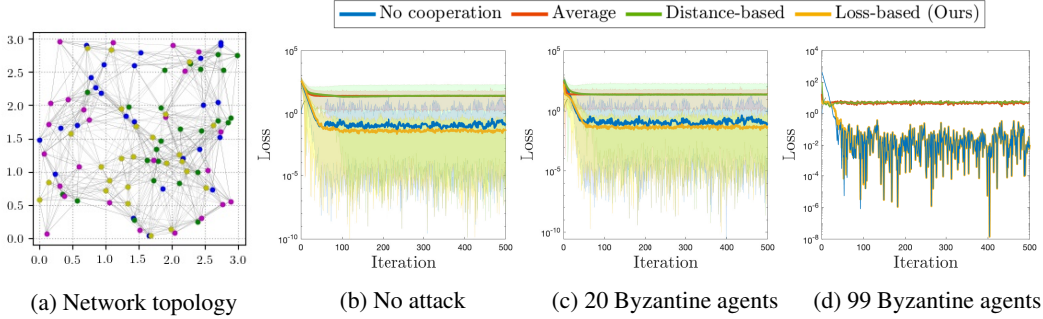 No cooperation Average Distance-based Loss-based (Ours)
3.0
2.5
2.0
1.5
1.0
0.5
0.0
0.0 0.5 1.0 1.5 2.0 2.5 3.0
10^5
10^0
10^-5
10^-10
Loss
0 100 200 300 400 500
Iteration
10^5
10^0
10^-5
10^-10
Loss
0 100 200 300 400 500
Iteration
10^4
10^2
10^0
10^-2
10^-4
10^-6
10^-8
Loss
0 100 200 300 400 500
Iteration
(a) Network topology
(b) No attack
(c) 20 Byzantine agents
(d) 99 Byzantine agents